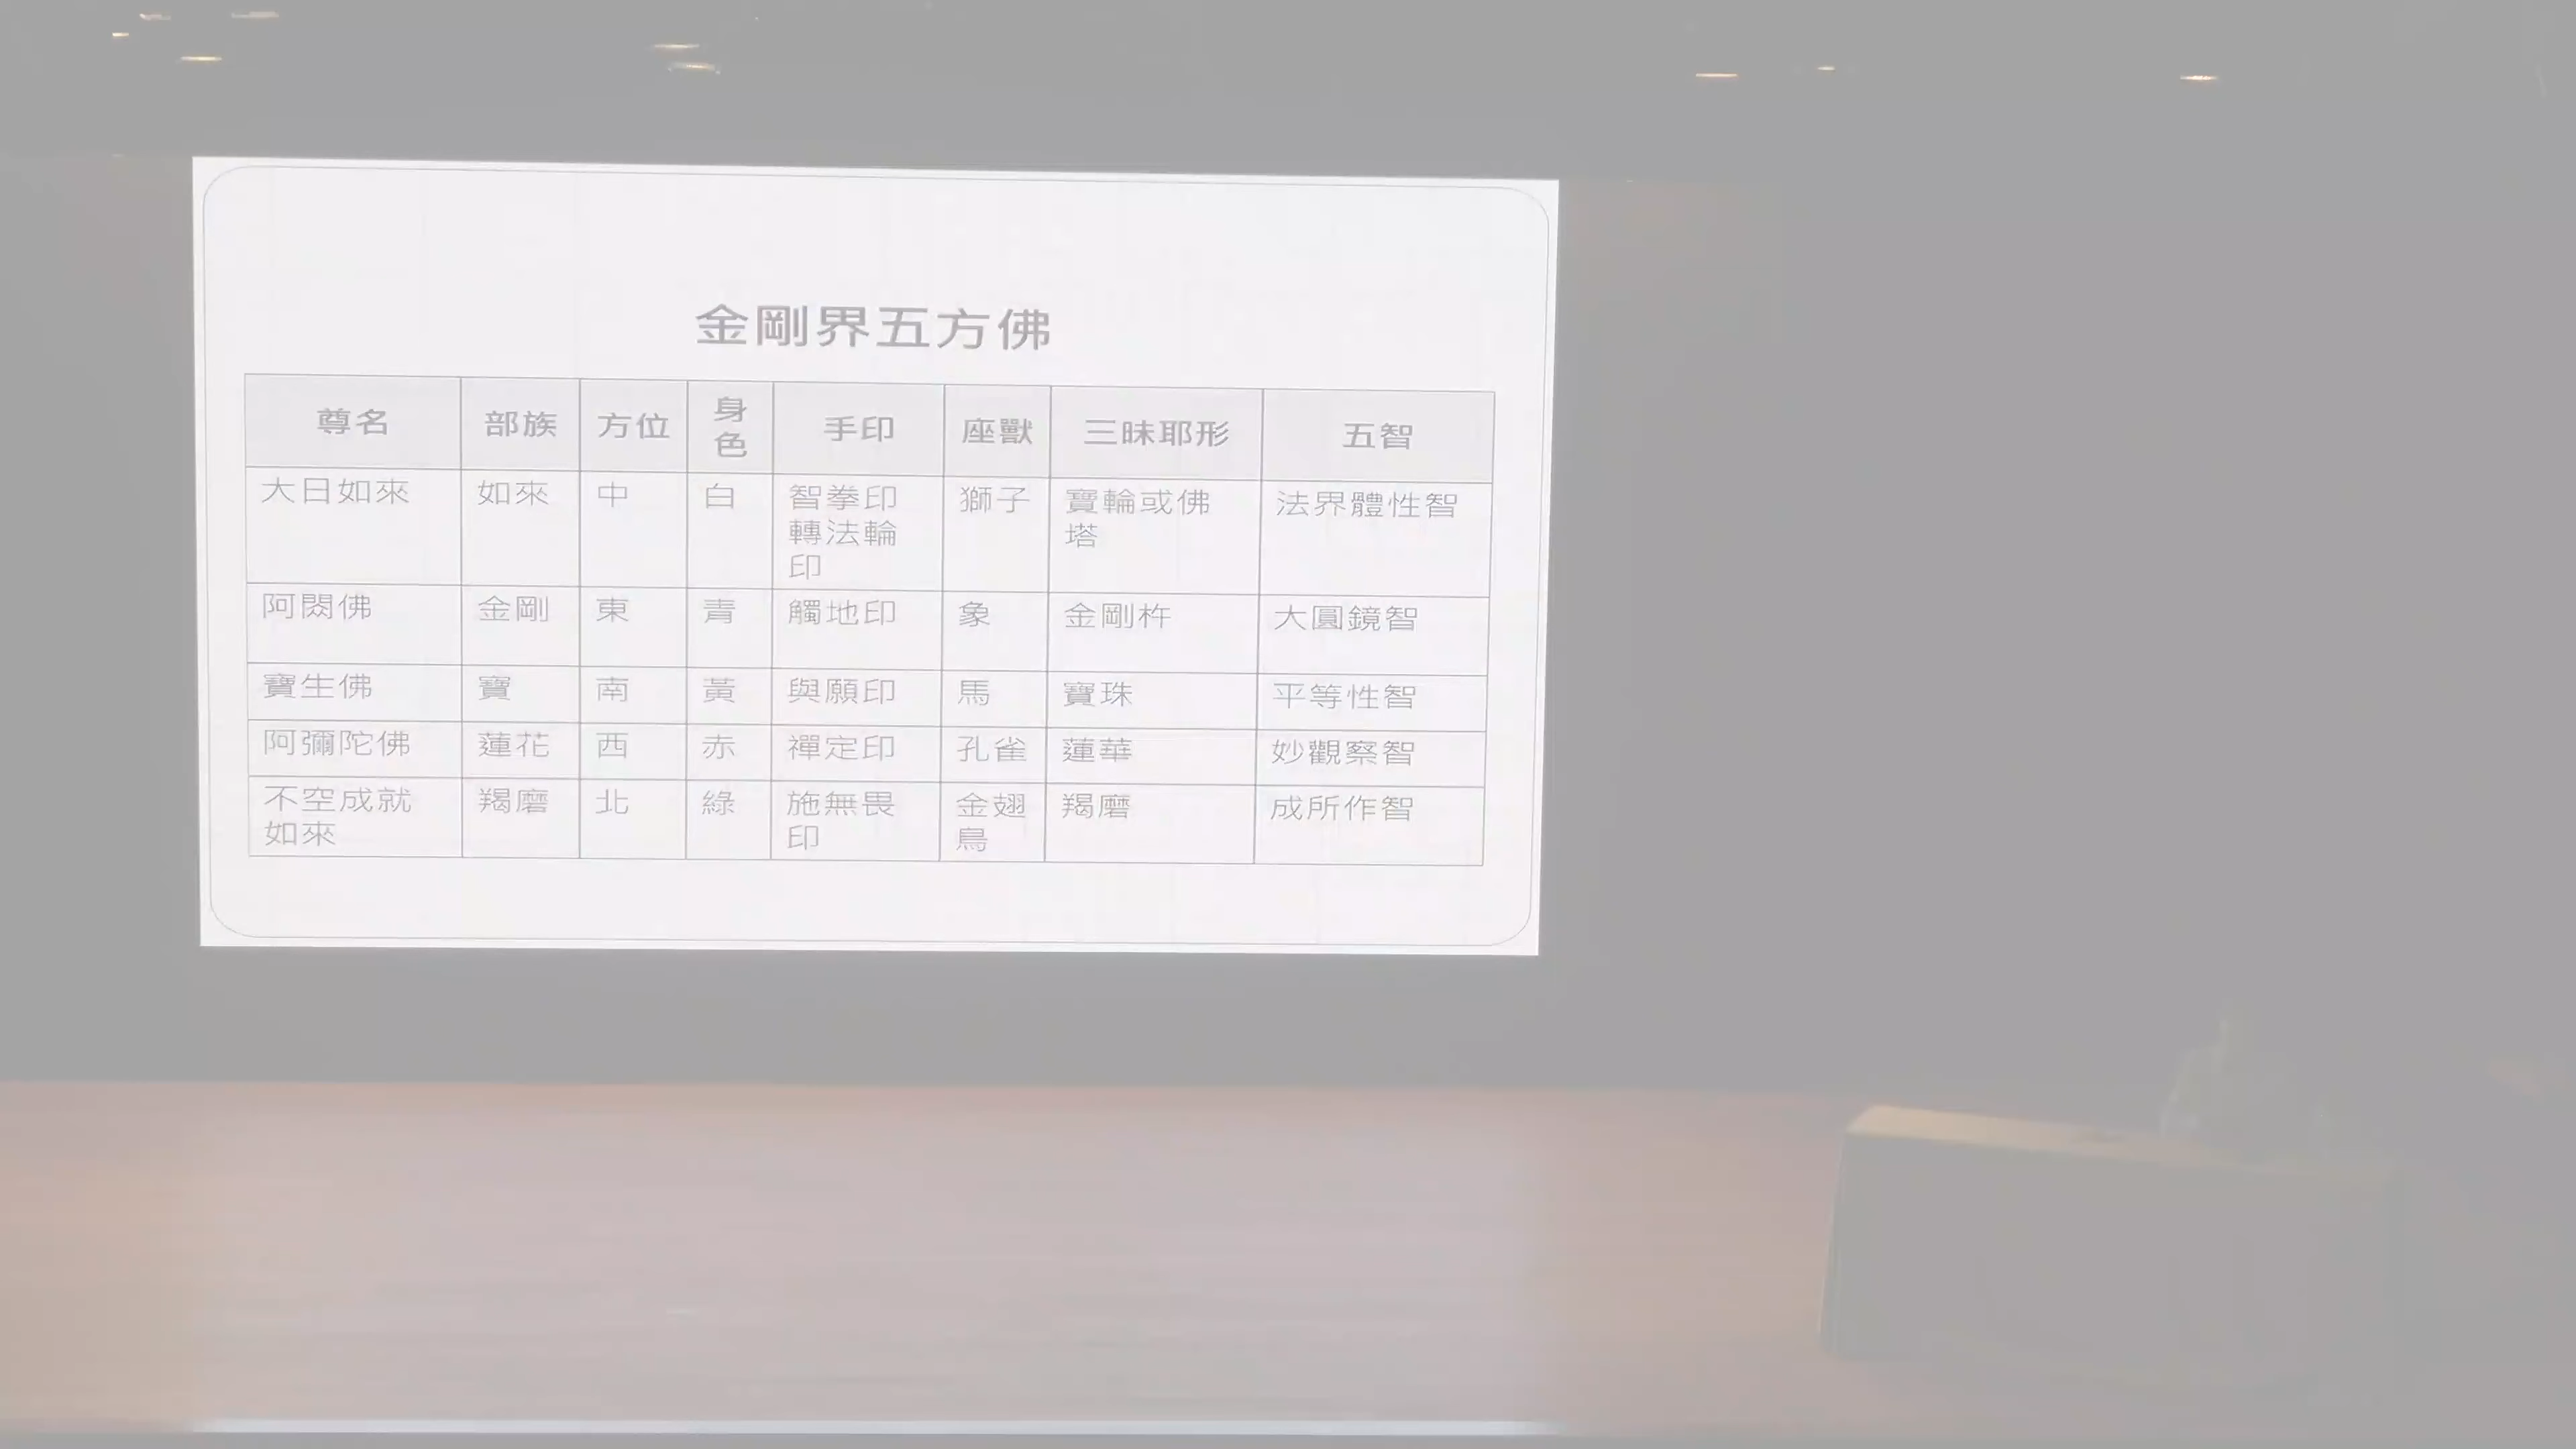 金剛界五方佛
尊名 部族 方位 身色 手印 座獸 三昧耶形 五智
大日如來 如來 中 白 智拳印 獅子 寶輪或佛 法界體性智
轉法輪 塔
印
阿閦佛 金剛 東 青 觸地印 象 金剛杵 大圓鏡智
寶生佛 寶 南 黃 與願印 馬 寶珠 平等性智
阿彌陀佛 蓮花 西 赤 禪定印 孔雀 蓮華 妙觀察智
不空成就 羯磨 北 綠 施無畏 金翅 羯磨 成所作智
如來 印 鳥